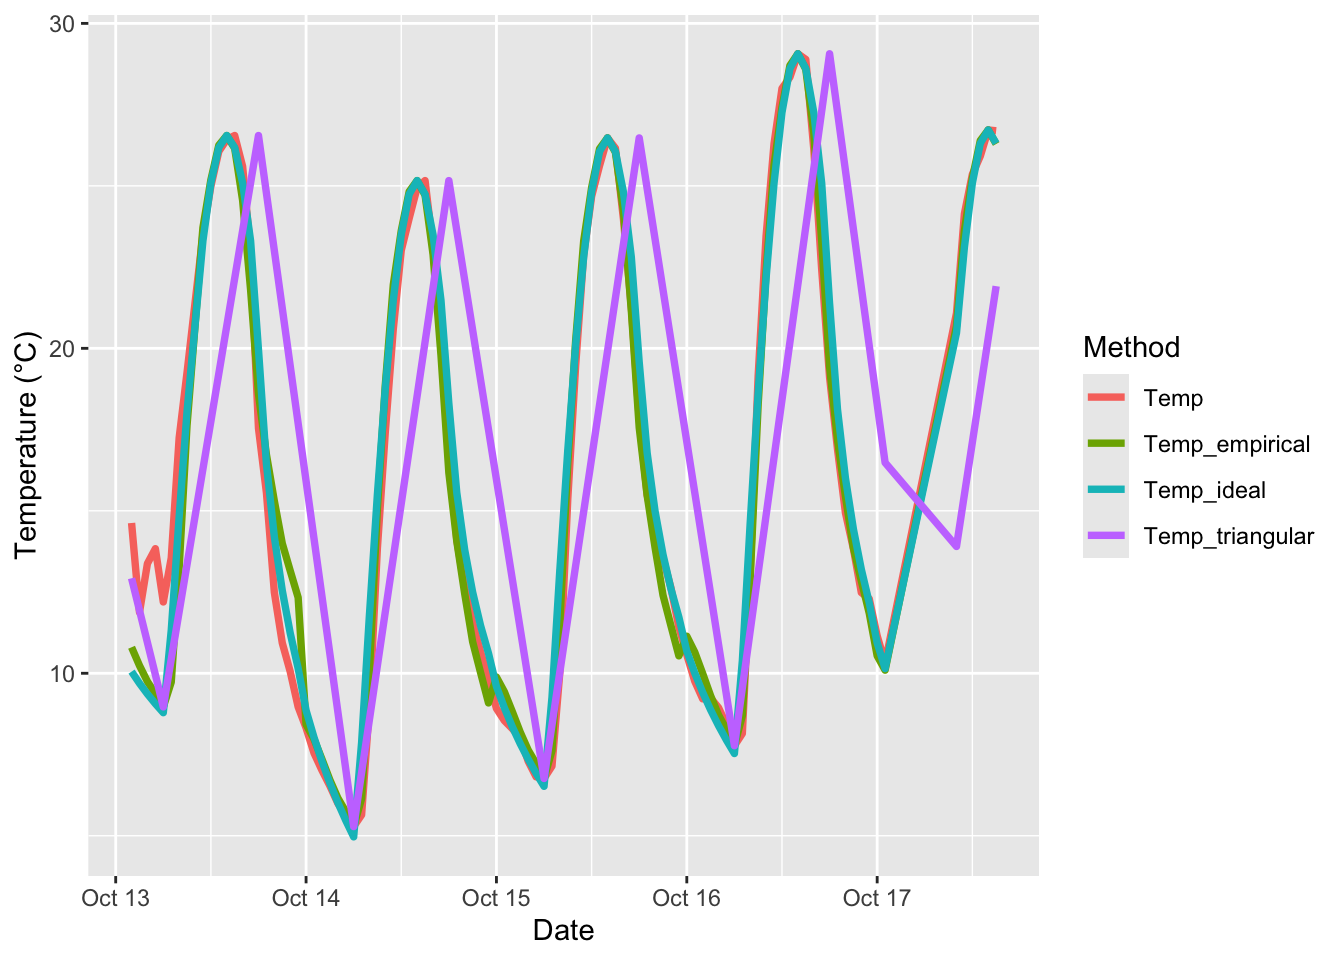 30
20
10
Temperature (°C)
Oct 13
Oct 14
Oct 15
Oct 16
Oct 17
Date
Method
Temp
Temp_empirical
Temp_ideal
Temp_triangular